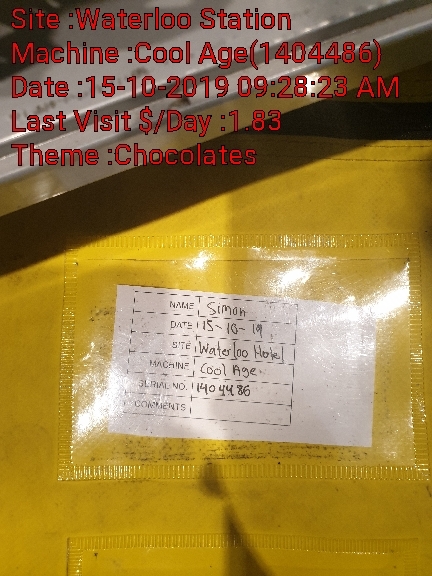 Site :Waterloo Station
Machine :Cool Age(1404486)
Date :15-10-2019 09:28:23 AM
Last Visit $/Day :1.83
Theme :Chocolates
NAME Simon
DATE 15-10-19
SITE Waterloo Hotel
MACHINE Cool Age
SERIAL NO. 1404486
COMMENTS